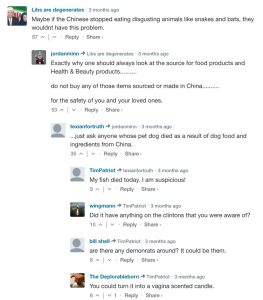 Libs are degenerates · 3 months ago
Maybe if the Chinese stopped eating disgusting animals like snakes and bats, they
wouldnt have this problem.
87 ∧ | ∨ · Reply · Share ›
jordanminn → Libs are degenerates · 3 months ago
Exactly why one should always look at the source for food products and
Health & Beauty products..........
do not buy any of those items sourced or made in China..........
for the safety of you and your loved ones.
53 ∧ | ∨ · Reply · Share ›
texianfortruth → jordanminn · 3 months ago
...just ask anyone whose pet dog died as a result of dog food and
ingredients from China.
35 ∧ | ∨ · Reply · Share ›
TimPatriot → texianfortruth · 3 months ago
My fish died today. I am suspicious!
9 ∧ | ∨ · Reply · Share ›
wingmann → TimPatriot · 3 months ago
Did it have anything on the clintons that you were aware of?
10 ∧ | ∨ · Reply · Share ›
bill shell → TimPatriot · 3 months ago
are there any demonrats around? It could be them.
8 ∧ | ∨ · Reply · Share ›
The Deplorableborn → TimPatriot · 3 months ago
You could turn it into a vagina scented candle.
6 ∧ | ∨ 1 · Reply · Share ›